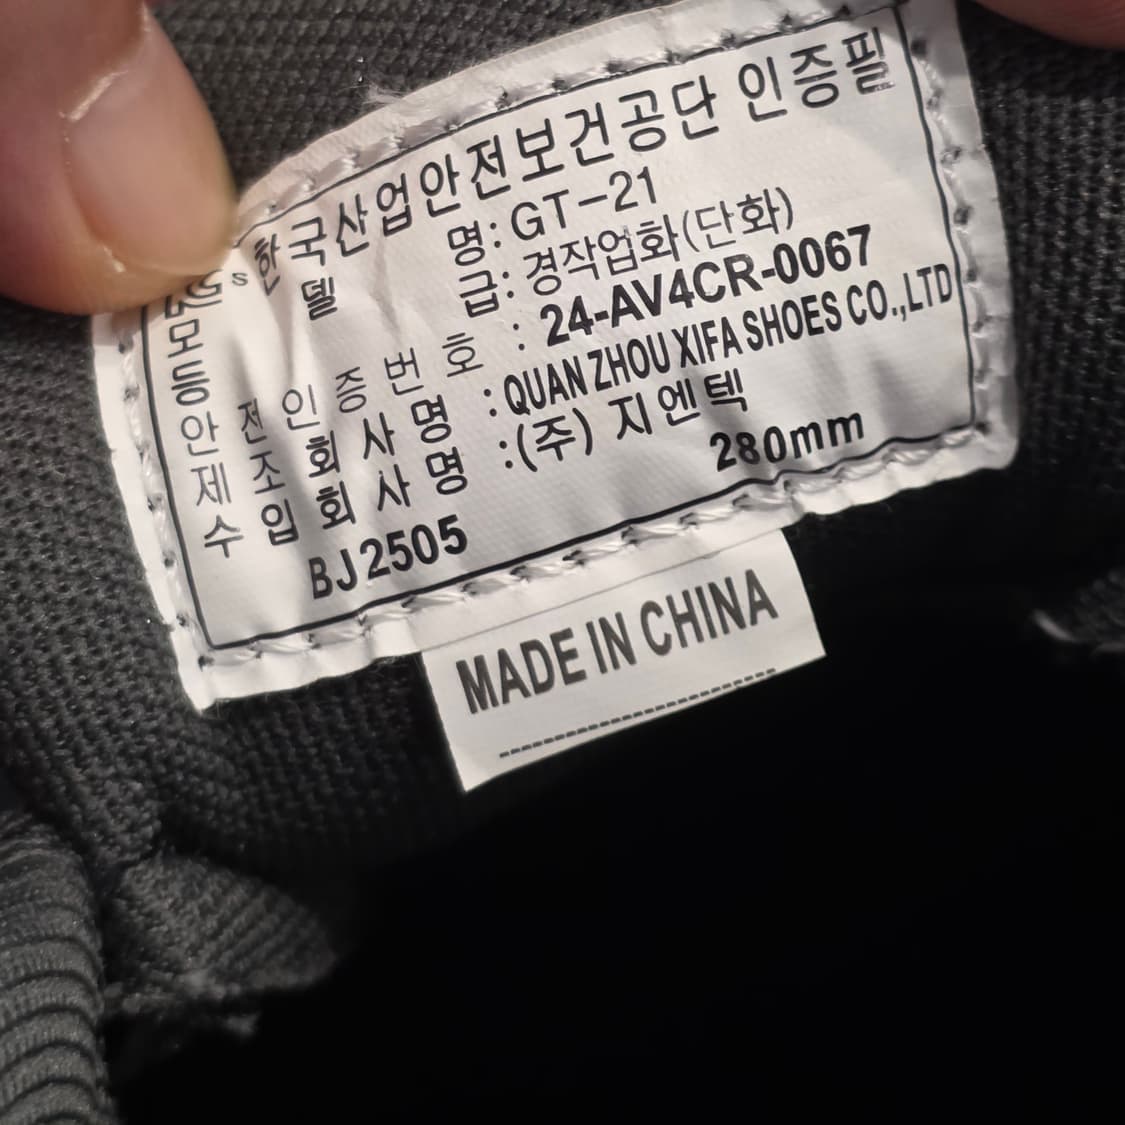 s 한국산업안전보건공단 인증필
모델명: GT-21
등급: 경작업화(단화)
안전인증번호 : 24-AV4CR-0067
제조회사명 : QUAN ZHOU XIFA SHOES CO.,LTD
수입회사명 :(주) 지엔텍
BJ2505 280mm
MADE IN CHINA